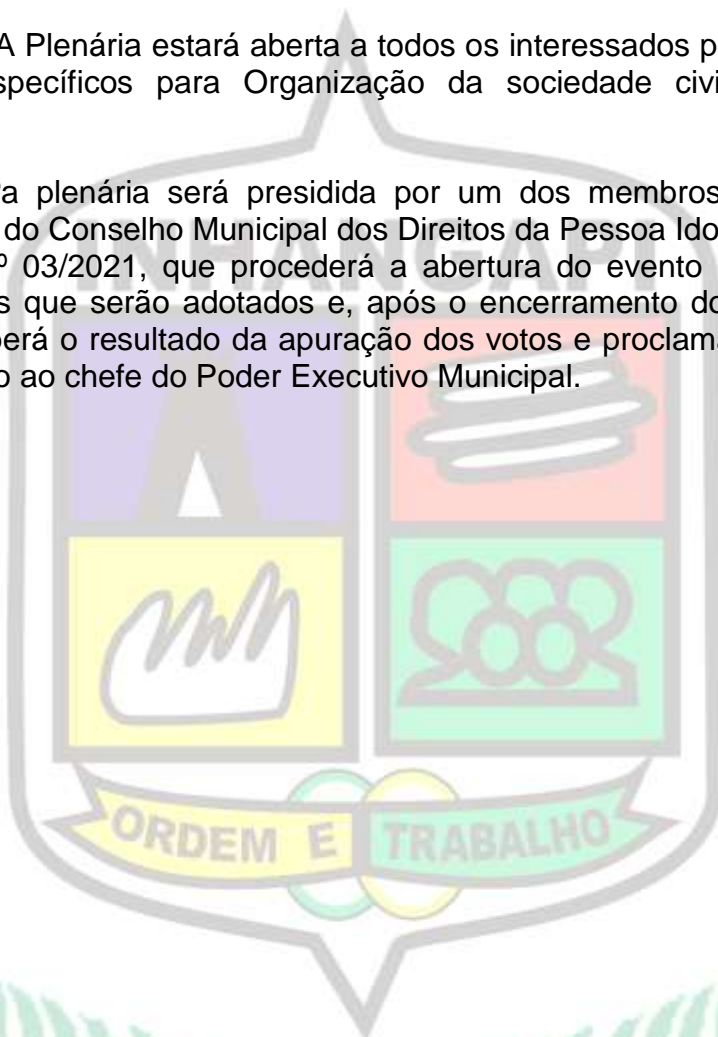 A Plenária estará aberta a todos os interessados p
specíficos para Organização da sociedade civi
a plenária será presidida por um dos membros
do Conselho Municipal dos Direitos da Pessoa Ido
º 03/2021, que procederá a abertura do evento
s que serão adotados e, após o encerramento do
berá o resultado da apuração dos votos e proclama
o ao chefe do Poder Executivo Municipal.
INHANGAPI
ORDEM E TRABALHO